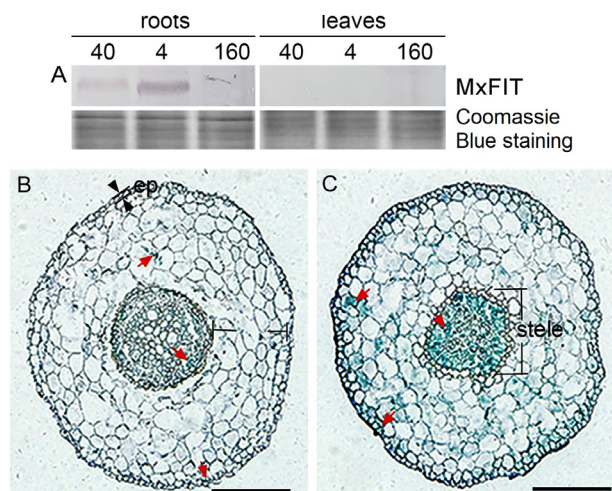 roots leaves
40 4 160 40 4 160
A MxFIT
Coomassie
Blue staining
B ep C
stele